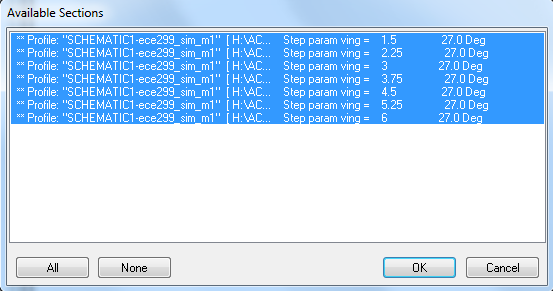 Available Sections
** Profile: "SCHEMATIC1-ece299_sim_m1" [ H:\AC... Step param ving = 1.5 27.0 Deg
** Profile: "SCHEMATIC1-ece299_sim_m1" [ H:\AC... Step param ving = 2.25 27.0 Deg
** Profile: "SCHEMATIC1-ece299_sim_m1" [ H:\AC... Step param ving = 3 27.0 Deg
** Profile: "SCHEMATIC1-ece299_sim_m1" [ H:\AC... Step param ving = 3.75 27.0 Deg
** Profile: "SCHEMATIC1-ece299_sim_m1" [ H:\AC... Step param ving = 4.5 27.0 Deg
** Profile: "SCHEMATIC1-ece299_sim_m1" [ H:\AC... Step param ving = 5.25 27.0 Deg
** Profile: "SCHEMATIC1-ece299_sim_m1" [ H:\AC... Step param ving = 6 27.0 Deg
All None OK Cancel